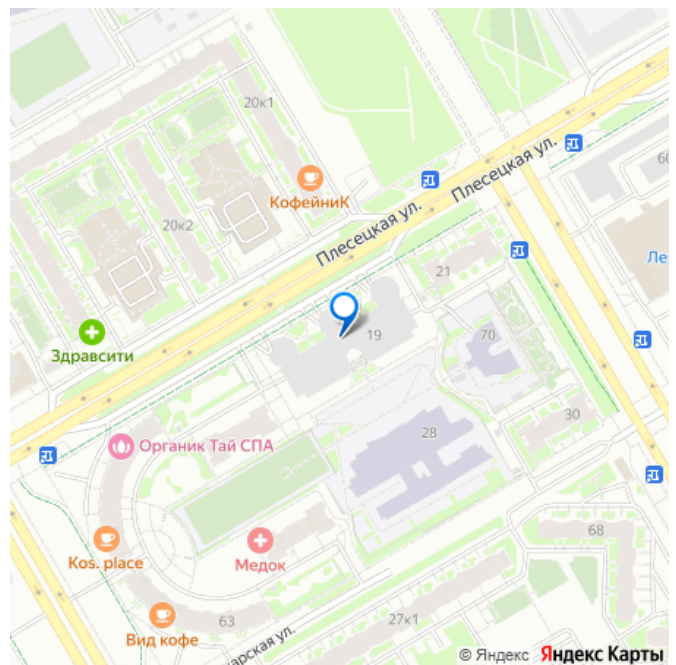 20к1
КофейниК
Плесецкая ул.
60
20к2
Плесецкая ул.
21
Ле
19
70
Здравсити
30
Органик Тай СПА
28
Kos. place
Медок
68
63
27к1
Вид кофе
арская ул.
© Яндекс Яндекс Карты